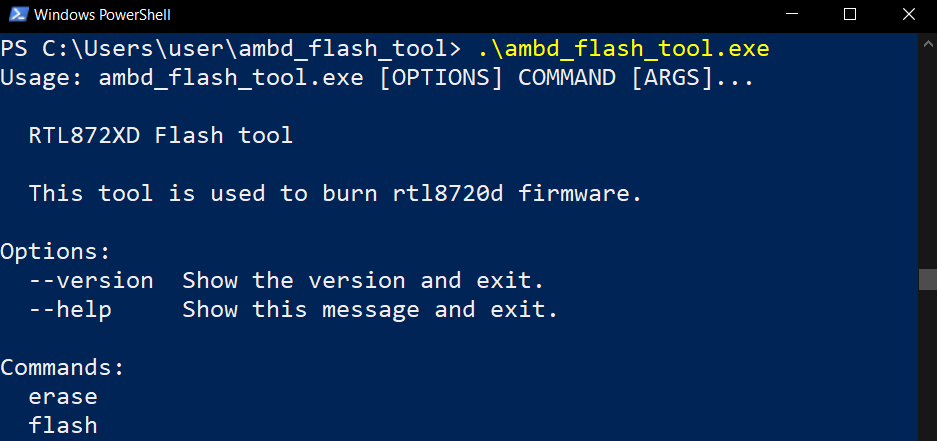 Windows PowerShell
PS C:\Users\user\ambd_flash_tool> .\ambd_flash_tool.exe
Usage: ambd_flash_tool.exe [OPTIONS] COMMAND [ARGS]...
RTL872XD Flash tool
This tool is used to burn rtl8720d firmware.
Options:
--version  Show the version and exit.
--help     Show this message and exit.
Commands:
erase
flash